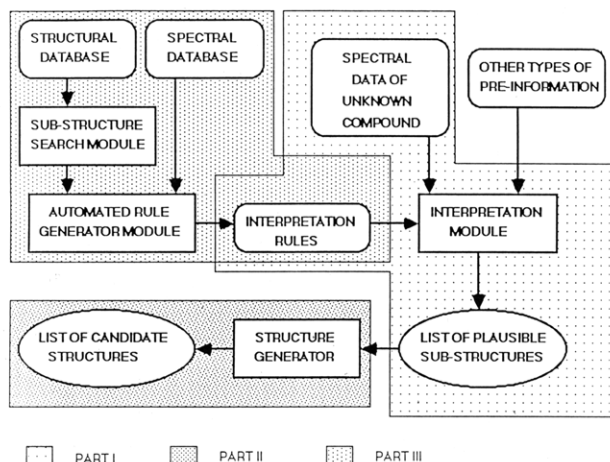 STRUCTURAL
DATABASE
SPECTRAL
DATABASE
SPECTRAL
DATA OF
UNKNOWN
COMPOUND
OTHER TYPES OF
PRE-INFORMATION
SUB-STRUCTURE
SEARCH MODULE
AUTOMATED RULE
GENERATOR MODULE
INTERPRETATION
RULES
INTERPRETATION
MODULE
LIST OF CANDIDATE
STRUCTURES
STRUCTURE
GENERATOR
LIST OF PLAUSIBLE
SUB-STRUCTURES
PART I
PART II
PART III